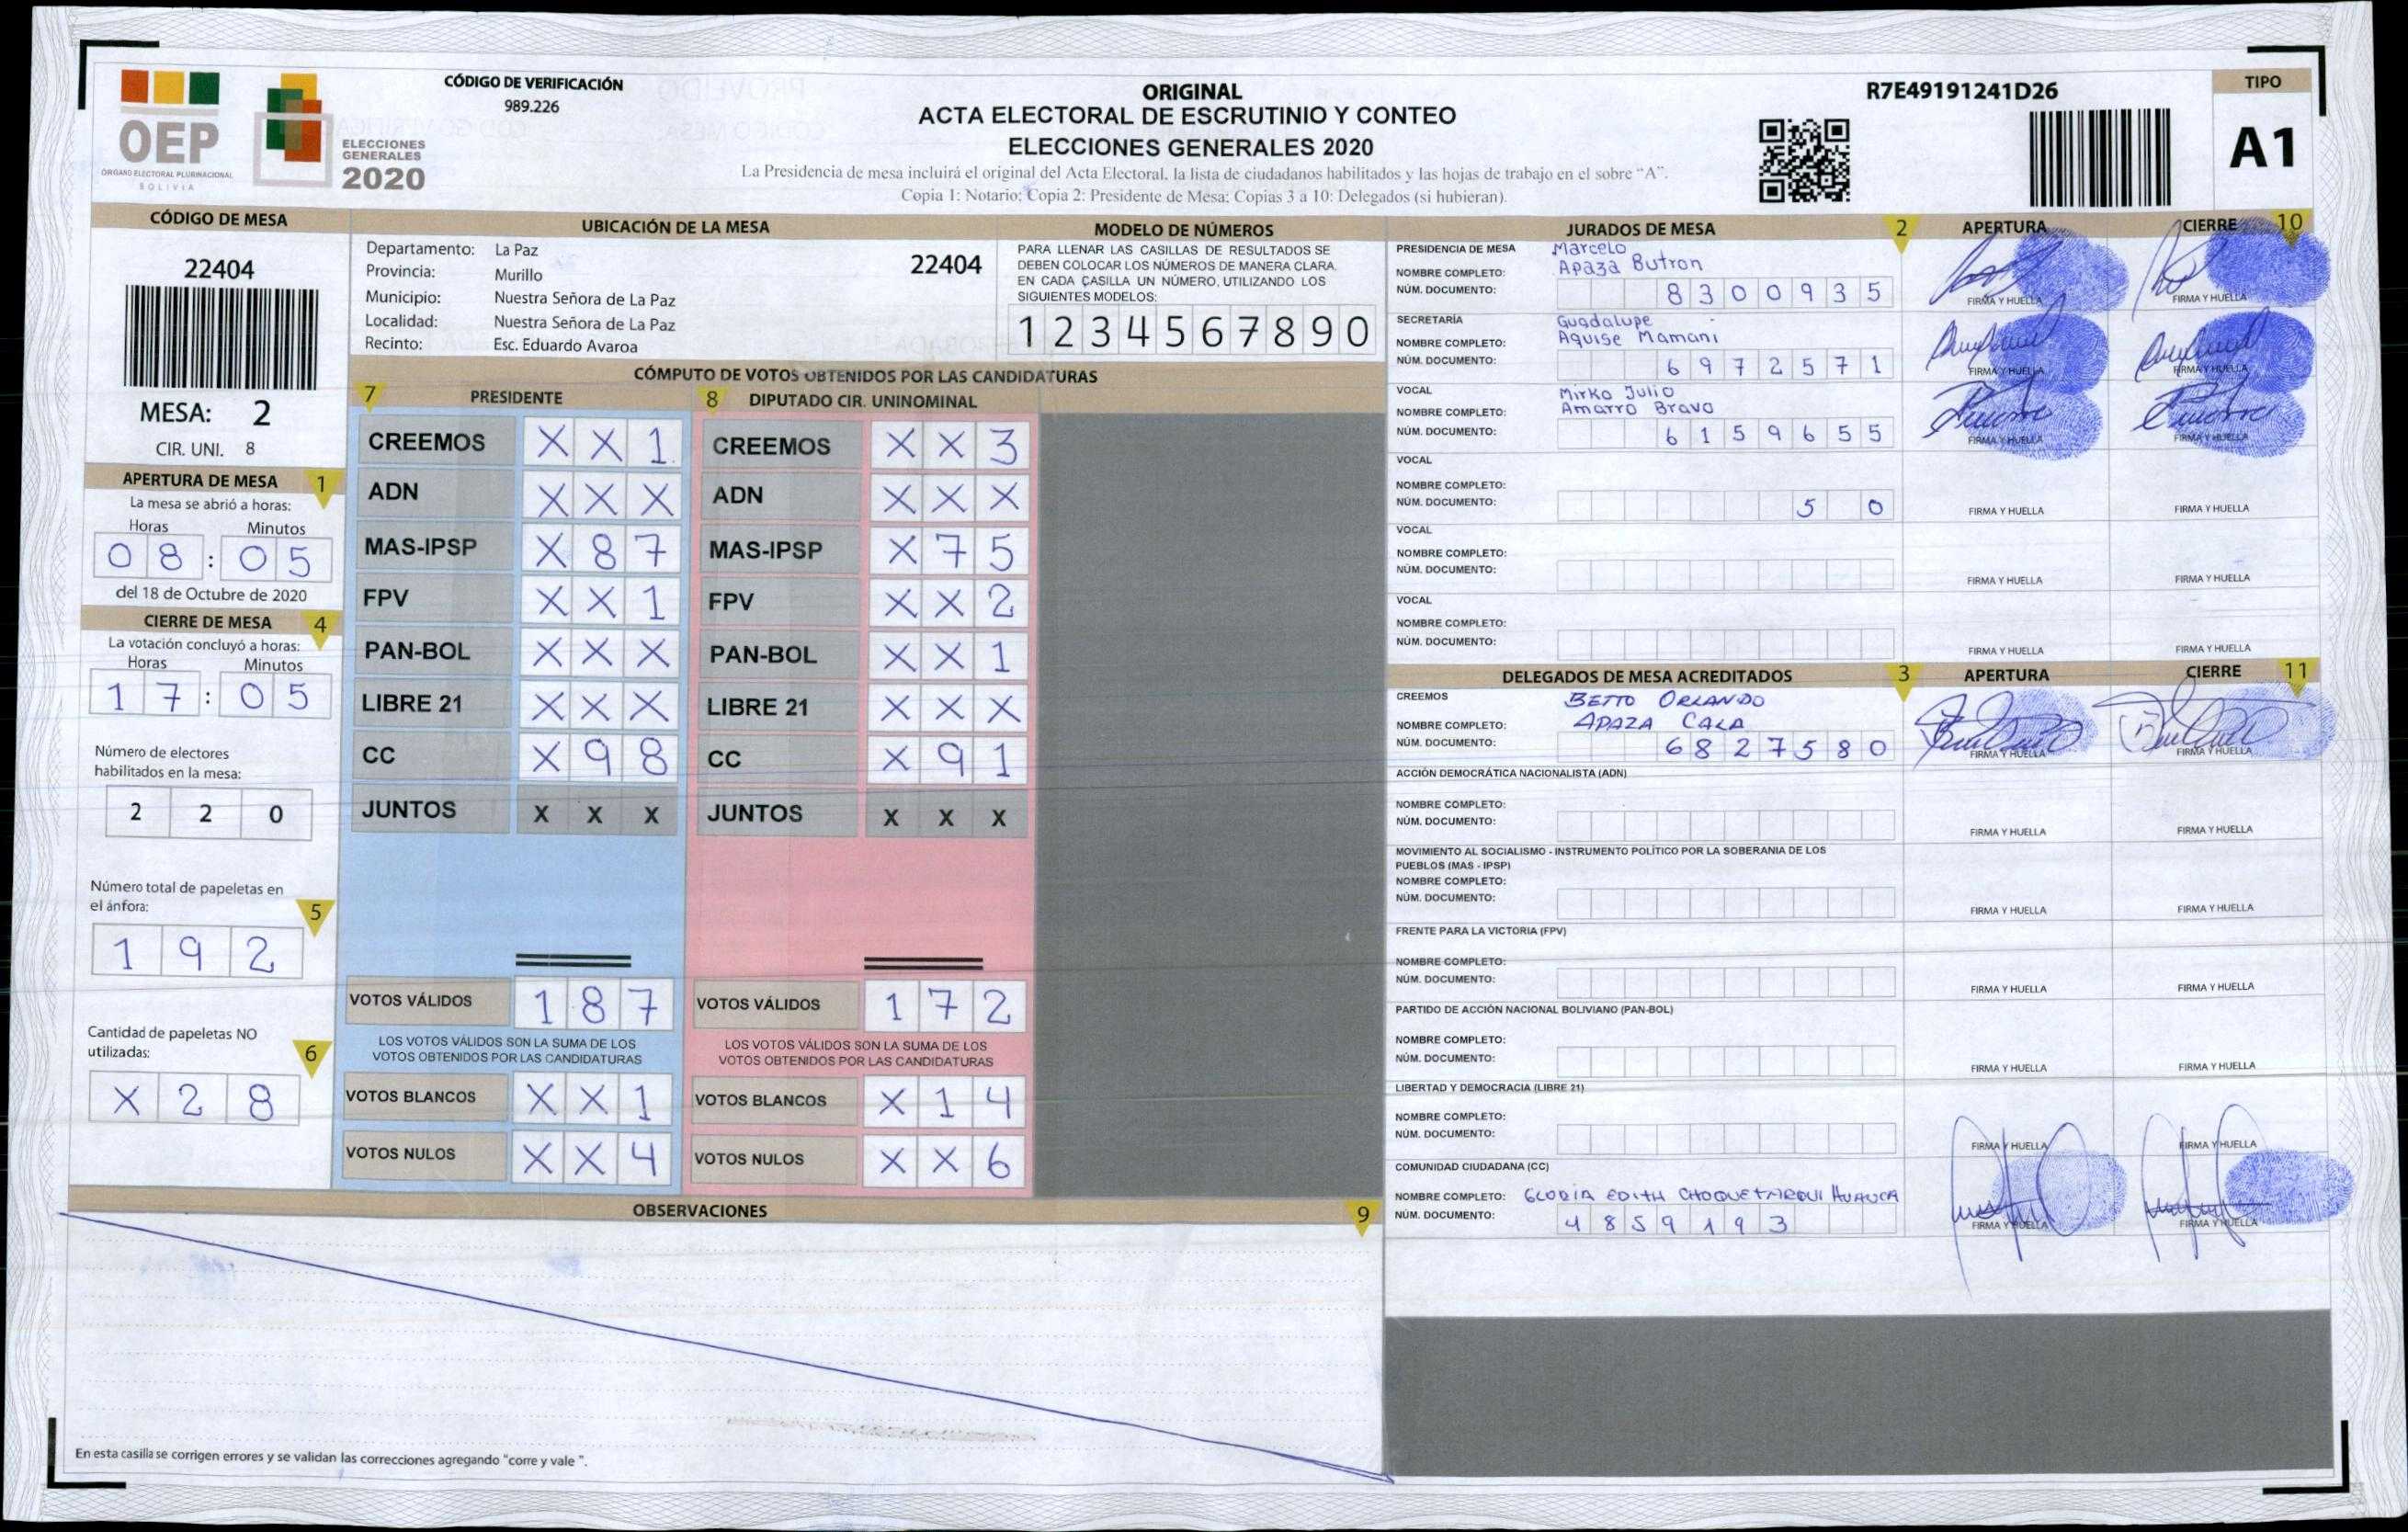 OEP
ÓRGANO ELECTORAL PLURINACIONAL
BOLIVIA
ELECCIONES
GENERALES
2020
CÓDIGO DE VERIFICACIÓN
989.226
ORIGINAL
ACTA ELECTORAL DE ESCRUTINIO Y CONTEO
ELECCIONES GENERALES 2020
La Presidencia de mesa incluirá el original del Acta Electoral, la lista de ciudadanos habilitados y las hojas de trabajo en el sobre "A".
Copia 1: Notario; Copia 2: Presidente de Mesa; Copias 3 a 10: Delegados (si hubieran).
R7E49191241D26
TIPO
A1
CÓDIGO DE MESA
22404
MESA: 2
CIR. UNI. 8
APERTURA DE MESA 1
La mesa se abrió a horas:
Horas Minutos
08:05
del 18 de Octubre de 2020
CIERRE DE MESA 4
La votación concluyó a horas:
Horas Minutos
17:05
Número de electores
habilitados en la mesa:
2 2 0
Número total de papeletas en
el ánfora: 5
1 9 2
Cantidad de papeletas NO
utilizadas: 6
X 2 8
UBICACIÓN DE LA MESA
Departamento: La Paz
Provincia: Murillo
Municipio: Nuestra Señora de La Paz
Localidad: Nuestra Señora de La Paz
Recinto: Esc. Eduardo Avaroa
22404
MODELO DE NÚMEROS
PARA LLENAR LAS CASILLAS DE RESULTADOS SE
DEBEN COLOCAR LOS NÚMEROS DE MANERA CLARA.
EN CADA CASILLA UN NÚMERO, UTILIZANDO LOS
SIGUIENTES MODELOS:
1 2 3 4 5 6 7 8 9 0
CÓMPUTO DE VOTOS OBTENIDOS POR LAS CANDIDATURAS
7 PRESIDENTE
CREEMOS X X 1
ADN X X X
MAS-IPSP X 8 7
FPV X X 1
PAN-BOL X X X
LIBRE 21 X X X
CC X 9 8
JUNTOS X X X
VOTOS VÁLIDOS 1 8 7
LOS VOTOS VÁLIDOS SON LA SUMA DE LOS
VOTOS OBTENIDOS POR LAS CANDIDATURAS
VOTOS BLANCOS X X 1
VOTOS NULOS X X 4
8 DIPUTADO CIR. UNINOMINAL
CREEMOS X X 3
ADN X X X
MAS-IPSP X 7 5
FPV X X 2
PAN-BOL X X 1
LIBRE 21 X X X
CC X 9 1
JUNTOS X X X
VOTOS VÁLIDOS 1 7 2
LOS VOTOS VÁLIDOS SON LA SUMA DE LOS
VOTOS OBTENIDOS POR LAS CANDIDATURAS
VOTOS BLANCOS X 1 4
VOTOS NULOS X X 6
OBSERVACIONES 9
En esta casilla se corrigen errores y se validan las correcciones agregando "corre y vale ".
JURADOS DE MESA 2 APERTURA CIERRE 10
PRESIDENCIA DE MESA Marcelo
NOMBRE COMPLETO: Apaza Butron
NÚM. DOCUMENTO: 8 3 0 0 9 3 5 FIRMA Y HUELLA FIRMA Y HUELLA
SECRETARÍA Guadalupe
NOMBRE COMPLETO: Aquise Mamani
NÚM. DOCUMENTO: 6 9 7 2 5 7 1 FIRMA Y HUELLA FIRMA Y HUELLA
VOCAL Mirko Julio
NOMBRE COMPLETO: Amarro Bravo
NÚM. DOCUMENTO: 6 1 5 9 6 5 5 FIRMA Y HUELLA FIRMA Y HUELLA
VOCAL
NOMBRE COMPLETO:
NÚM. DOCUMENTO: 5 0 FIRMA Y HUELLA FIRMA Y HUELLA
VOCAL
NOMBRE COMPLETO:
NÚM. DOCUMENTO: FIRMA Y HUELLA FIRMA Y HUELLA
VOCAL
NOMBRE COMPLETO:
NÚM. DOCUMENTO: FIRMA Y HUELLA FIRMA Y HUELLA
DELEGADOS DE MESA ACREDITADOS 3 APERTURA CIERRE 11
CREEMOS BETTO ORLANDO
NOMBRE COMPLETO: APAZA CALA
NÚM. DOCUMENTO: 6 8 2 7 5 8 0 FIRMA Y HUELLA FIRMA Y HUELLA
ACCIÓN DEMOCRÁTICA NACIONALISTA (ADN)
NOMBRE COMPLETO:
NÚM. DOCUMENTO: FIRMA Y HUELLA FIRMA Y HUELLA
MOVIMIENTO AL SOCIALISMO - INSTRUMENTO POLÍTICO POR LA SOBERANIA DE LOS
PUEBLOS (MAS - IPSP)
NOMBRE COMPLETO:
NÚM. DOCUMENTO: FIRMA Y HUELLA FIRMA Y HUELLA
FRENTE PARA LA VICTORIA (FPV)
NOMBRE COMPLETO:
NÚM. DOCUMENTO: FIRMA Y HUELLA FIRMA Y HUELLA
PARTIDO DE ACCIÓN NACIONAL BOLIVIANO (PAN-BOL)
NOMBRE COMPLETO:
NÚM. DOCUMENTO: FIRMA Y HUELLA FIRMA Y HUELLA
LIBERTAD Y DEMOCRACIA (LIBRE 21)
NOMBRE COMPLETO:
NÚM. DOCUMENTO: FIRMA Y HUELLA FIRMA Y HUELLA
COMUNIDAD CIUDADANA (CC)
NOMBRE COMPLETO: GLORIA EDITH
NÚM. DOCUMENTO: 4 8 5 9 1 9 3 FIRMA Y HUELLA FIRMA Y HUELLA